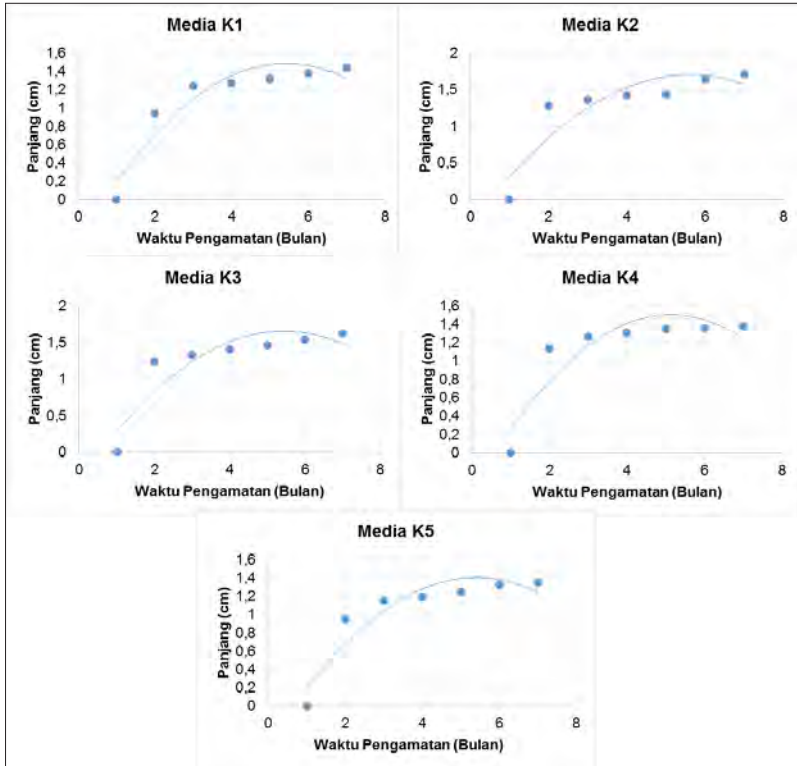 Media K1
1,6
1,4
1,2
1
0,8
0,6
0,4
0,2
0
Panjang (cm)
0 2 4 6 8
Waktu Pengamatan (Bulan)
Media K2
2
1,5
1
0,5
0
Panjang (cm)
0 2 4 6 8
Waktu Pengamatan (Bulan)
Media K3
2
1,5
1
0,5
0
Panjang (cm)
0 2 4 6 8
Waktu Pengamatan (Bulan)
Media K4
1,6
1,4
1,2
1
0,8
0,6
0,4
0,2
0
Panjang (cm)
0 2 4 6 8
Waktu Pengamatan (Bulan)
Media K5
1,6
1,4
1,2
1
0,8
0,6
0,4
0,2
0
Panjang (cm)
0 2 4 6 8
Waktu Pengamatan (Bulan)